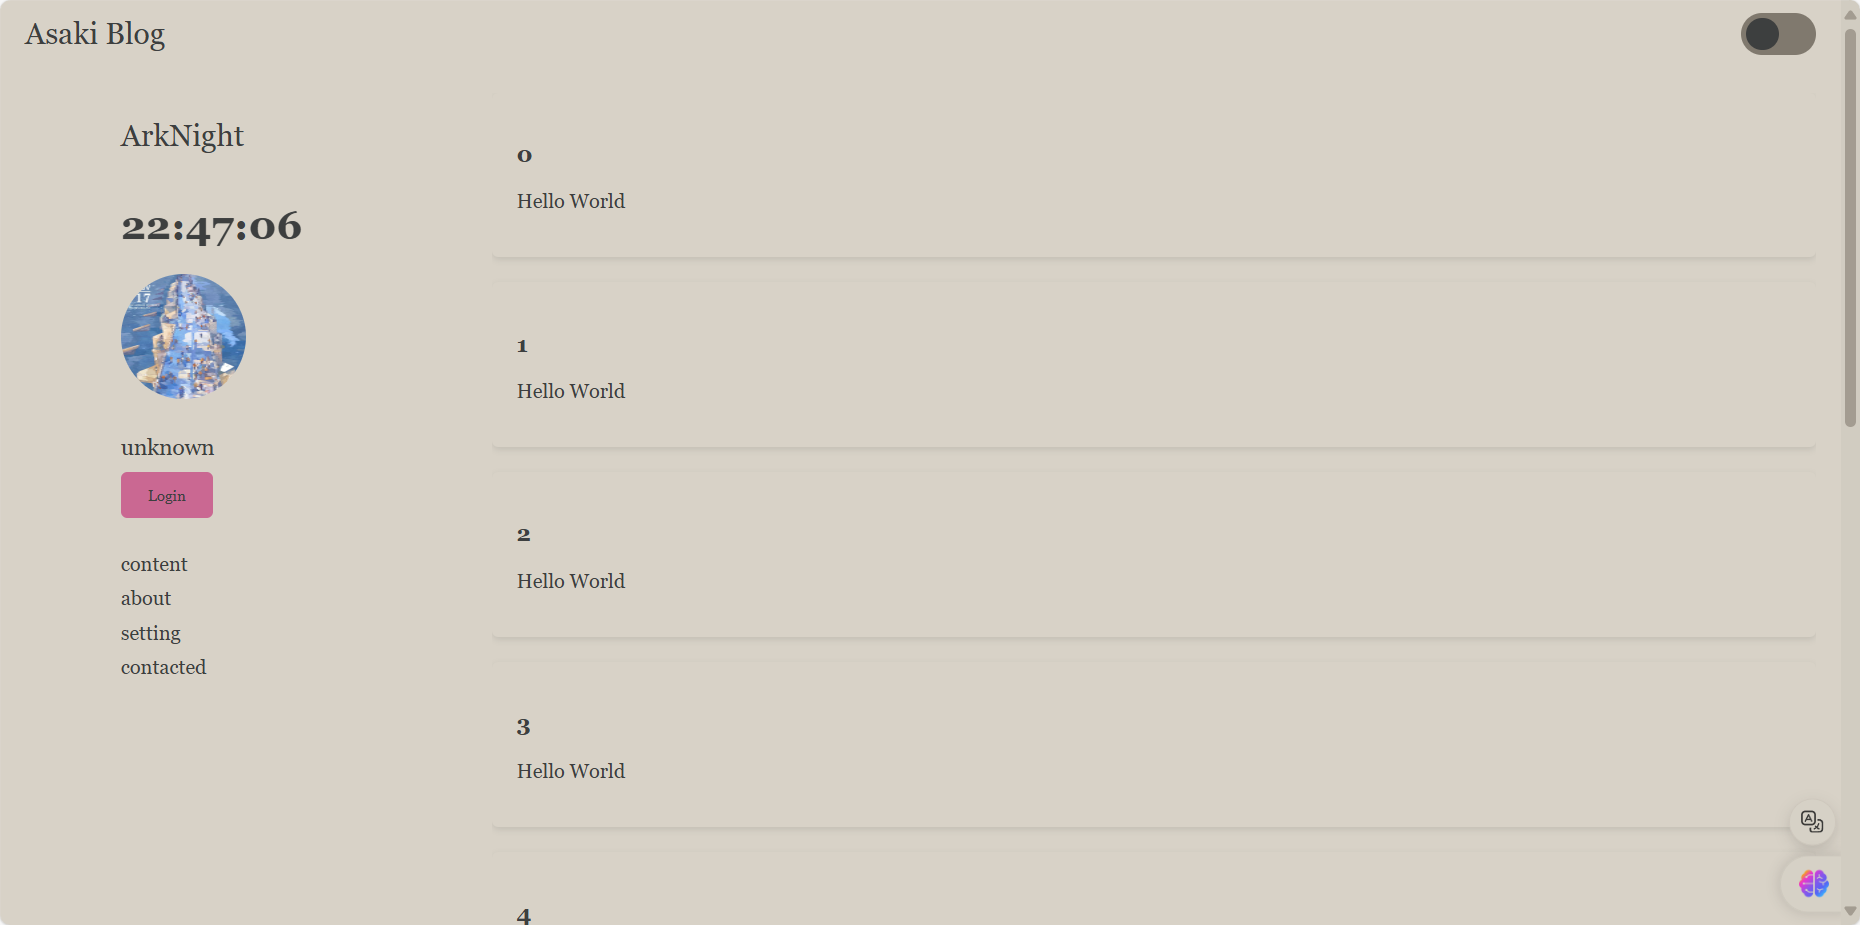 Asaki Blog
ArkNight
22:47:06
17
unknown
Login
content
about
setting
contacted
0
Hello World
1
Hello World
2
Hello World
3
Hello World
4